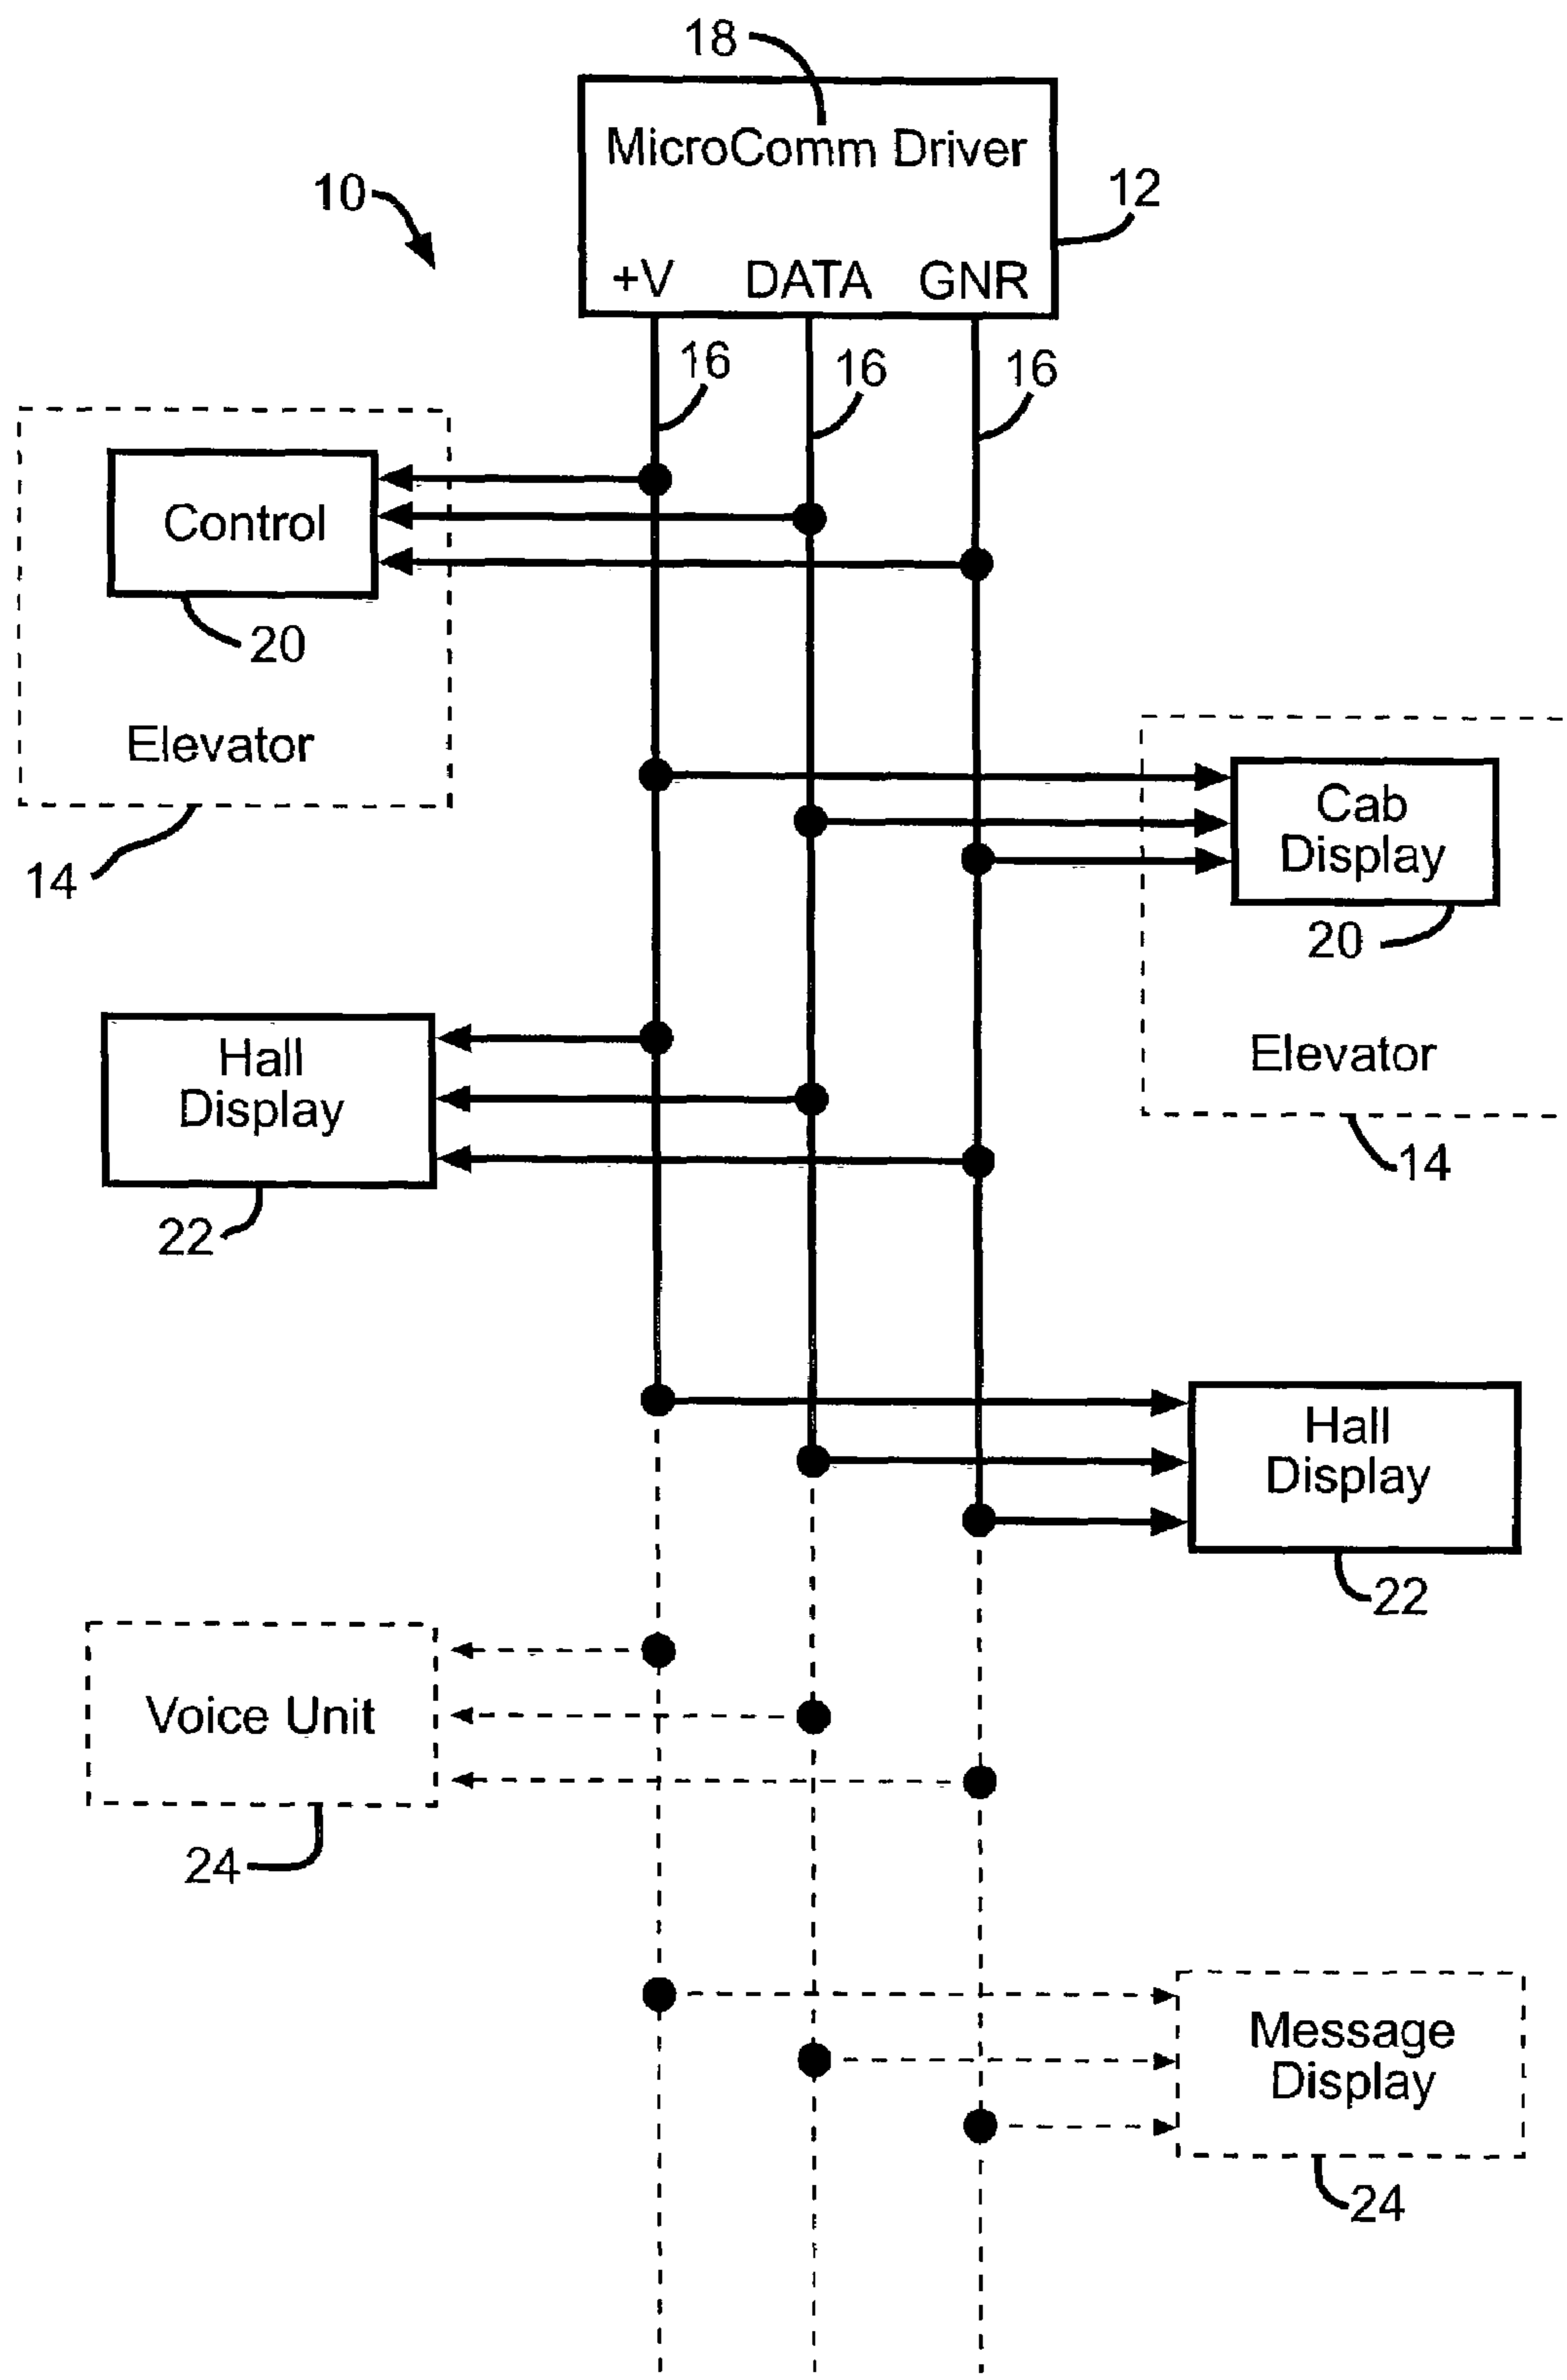 18
MicroComm Driver
10
12
+V DATA GNR
16 16 16
Control
20
Elevator
14
Cab
Display
20
Elevator
14
Hall
Display
22
Hall
Display
22
Voice Unit
24
Message
Display
24